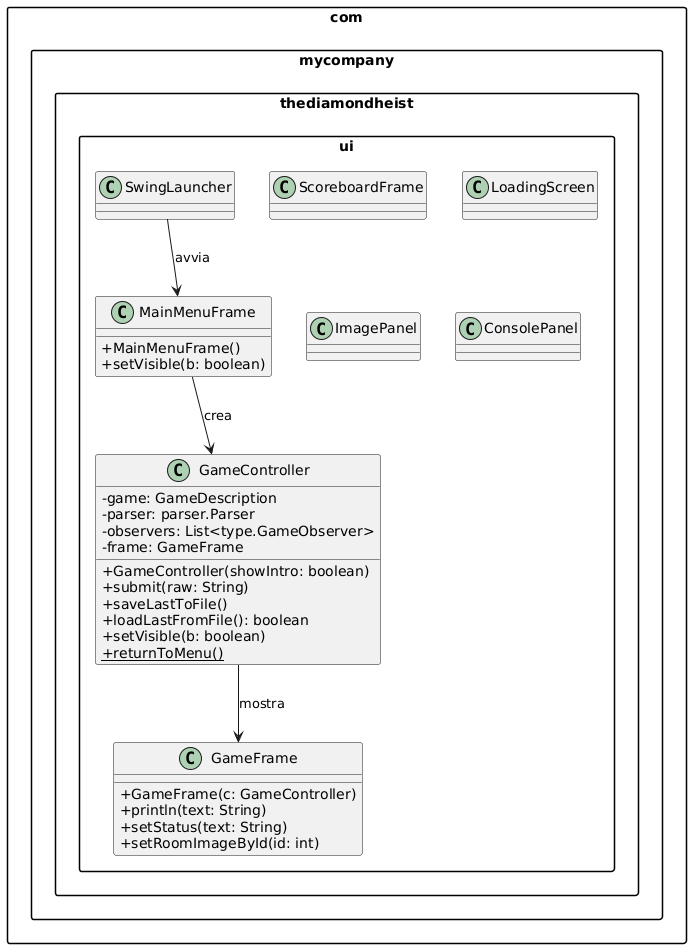 com
mycompany
thediamondheist
ui
C SwingLauncher
C ScoreboardFrame
C LoadingScreen
avvia
C MainMenuFrame
+MainMenuFrame()
+setVisible(b: boolean)
C ImagePanel
C ConsolePanel
crea
C GameController
-game: GameDescription
-parser: parser.Parser
-observers: List<type.GameObserver>
-frame: GameFrame
+GameController(showIntro: boolean)
+submit(raw: String)
+saveLastToFile()
+loadLastFromFile(): boolean
+setVisible(b: boolean)
+returnToMenu()
mostra
C GameFrame
+GameFrame(c: GameController)
+println(text: String)
+setStatus(text: String)
+setRoomImageById(id: int)